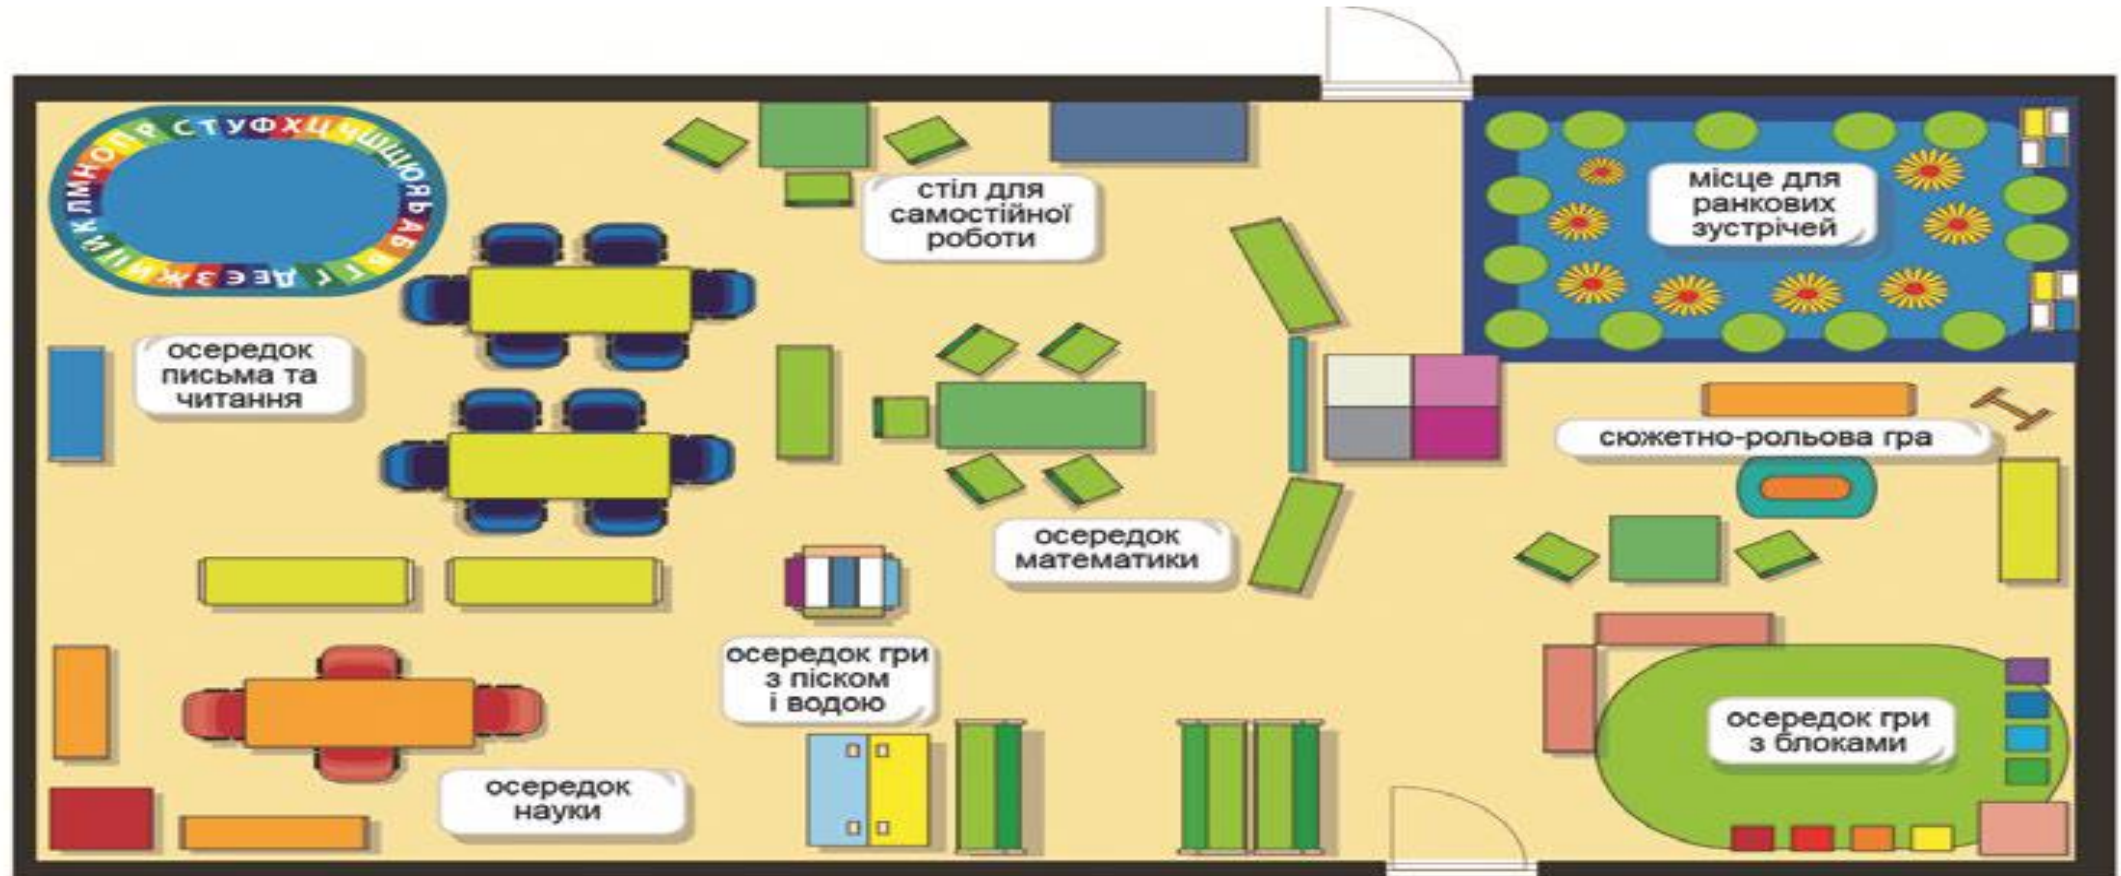 А Б В Г Ґ Д Е Є З Ж И І Ї Й К Л М Н О П Р С Т У Ф Х Ц Ч Ш Щ Ю Я Ь
стіл для
самостійної
роботи
місце для
ранкових
зустрічей
осередок
письма та
читання
сюжетно-рольова гра
осередок
математики
осередок гри
з піском
і водою
осередок гри
з блоками
осередок
науки